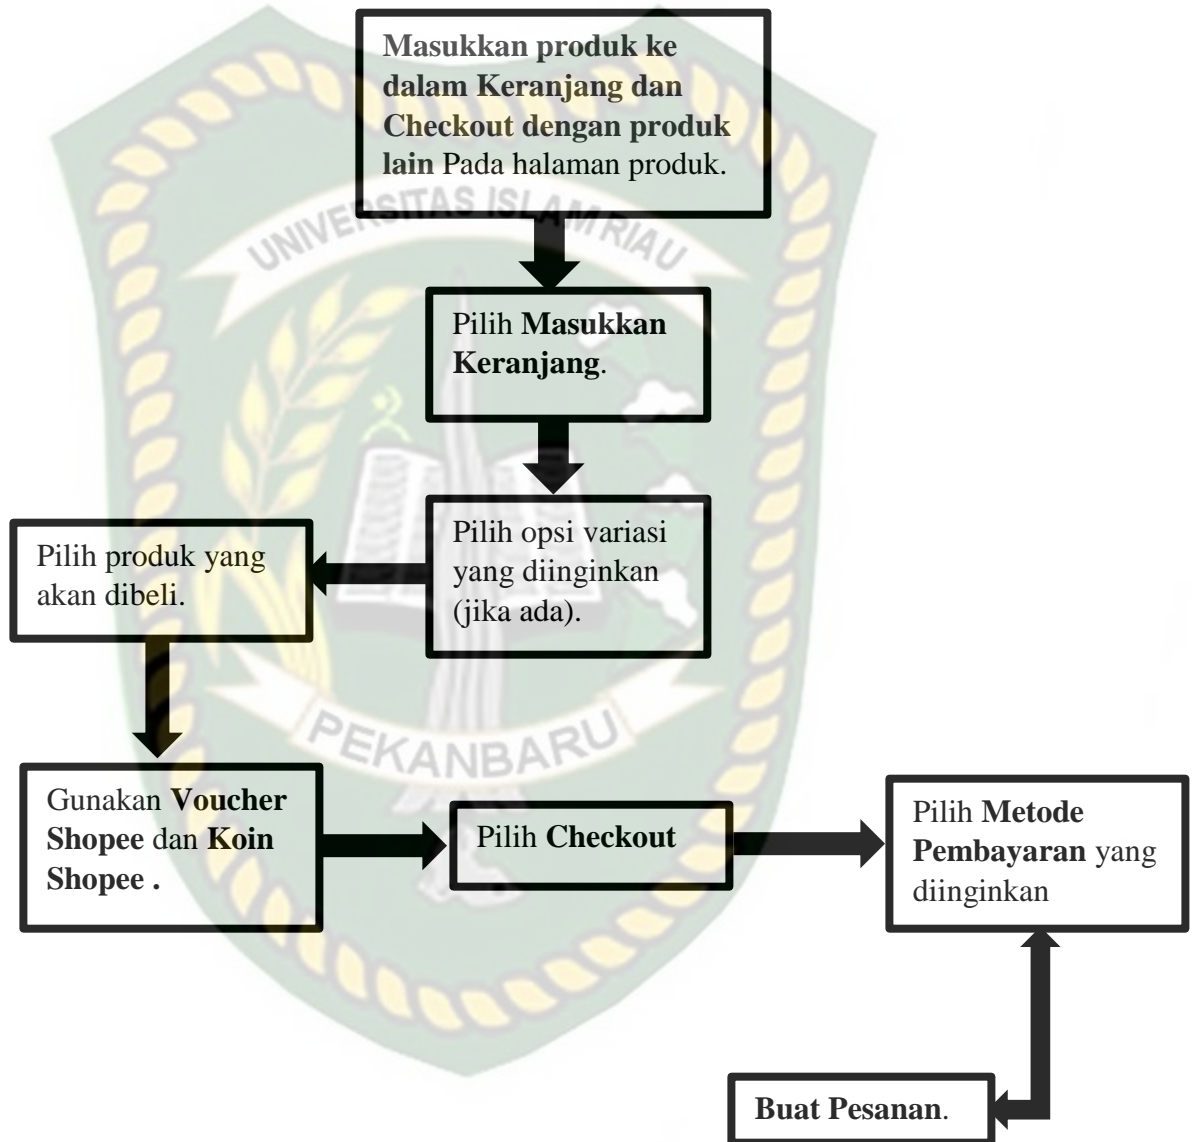 Masukkan produk ke
dalam Keranjang dan
Checkout dengan produk
lain Pada halaman produk.
UNIVERSITAS ISLAM RIAU
Pilih Masukkan
Keranjang.
Pilih opsi variasi
yang diinginkan
(jika ada).
Pilih produk yang
akan dibeli.
PEKANBARU
Gunakan Voucher
Shopee dan Koin
Shopee .
Pilih Checkout
Pilih Metode
Pembayaran yang
diinginkan
Buat Pesanan.